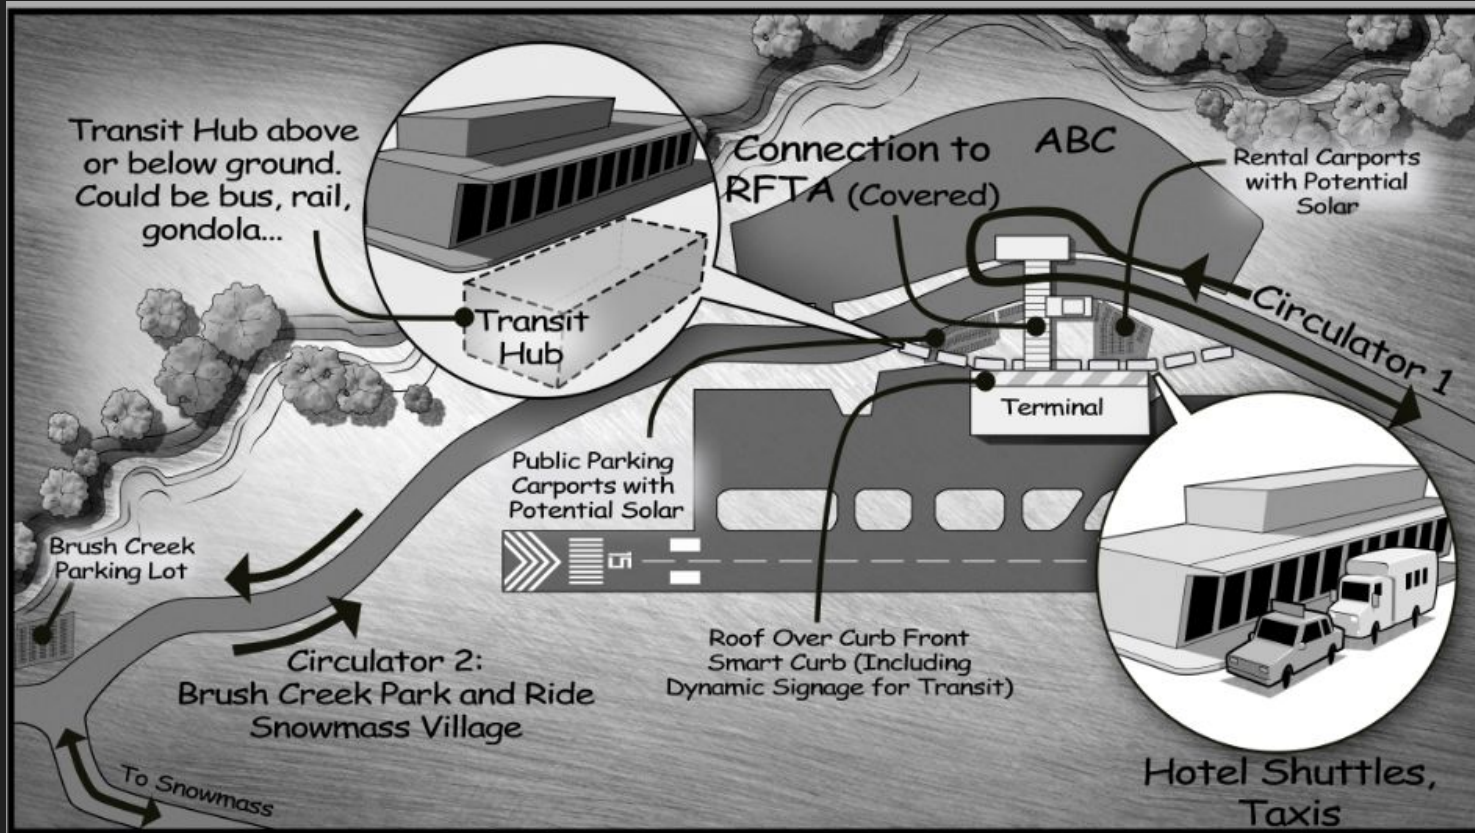 Transit Hub above
or below ground.
Could be bus, rail,
gondola...
Transit
Hub
Connection to
RFTA (Covered)
ABC
Rental Carports
with Potential
Solar
Circulator 1
Terminal
Public Parking
Carports with
Potential Solar
15
Brush Creek
Parking Lot
Circulator 2:
Brush Creek Park and Ride
Snowmass Village
Roof Over Curb Front
Smart Curb (Including
Dynamic Signage for Transit)
To Snowmass
Hotel Shuttles,
Taxis